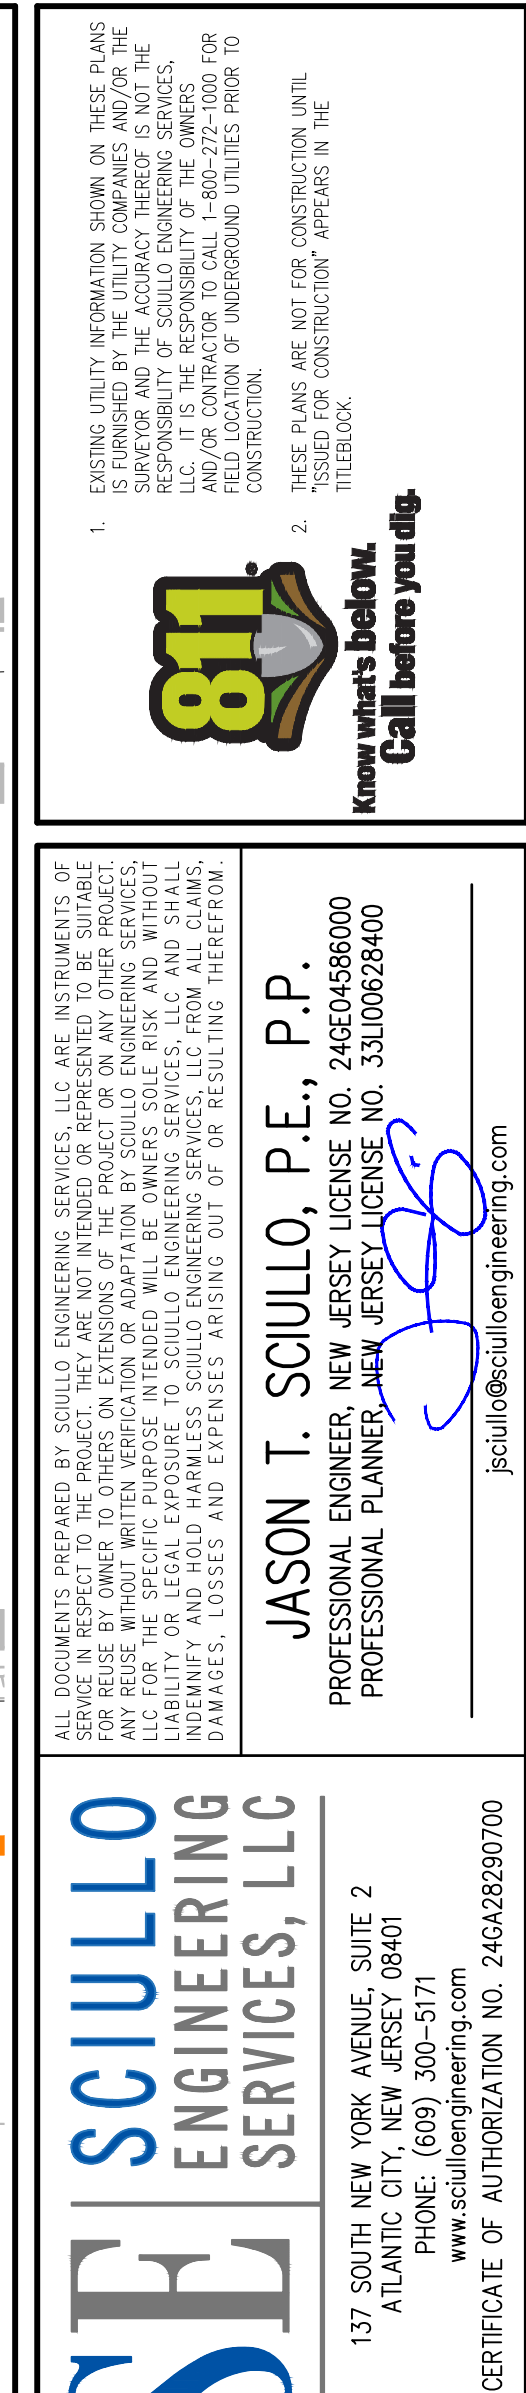 SCIULLO
ENGINEERING
SERVICES, LLC
SE
137 SOUTH NEW YORK AVENUE, SUITE 2
ATLANTIC CITY, NEW JERSEY 08401
PHONE: (609) 300-5171
www.sciulloengineering.com
CERTIFICATE OF AUTHORIZATION NO. 24GA28290700
ALL DOCUMENTS PREPARED BY SCIULLO ENGINEERING SERVICES, LLC ARE INSTRUMENTS OF
SERVICE IN RESPECT TO THE PROJECT. THEY ARE NOT INTENDED OR REPRESENTED TO BE SUITABLE
FOR REUSE BY OWNER TO OTHERS ON EXTENSIONS OF THE PROJECT OR ON ANY OTHER PROJECT.
ANY REUSE WITHOUT WRITTEN VERIFICATION OR ADAPTATION BY SCIULLO ENGINEERING SERVICES,
LLC FOR THE SPECIFIC PURPOSE INTENDED WILL BE OWNERS SOLE RISK AND WITHOUT
LIABILITY OR LEGAL EXPOSURE TO SCIULLO ENGINEERING SERVICES, LLC AND SHALL
INDEMNIFY AND HOLD HARMLESS SCIULLO ENGINEERING SERVICES, LLC FROM ALL CLAIMS,
DAMAGES, LOSSES AND EXPENSES ARISING OUT OF OR RESULTING THEREFROM.
JASON T. SCIULLO, P.E., P.P.
PROFESSIONAL ENGINEER, NEW JERSEY LICENSE NO. 24GE04586000
PROFESSIONAL PLANNER, NEW JERSEY LICENSE NO. 33LI00628400
jsciullo@sciulloengineering.com
811®
Know what's below.
Call before you dig.
1. EXISTING UTILITY INFORMATION SHOWN ON THESE PLANS
IS FURNISHED BY THE UTILITY COMPANIES AND/OR THE
SURVEYOR AND THE ACCURACY THEREOF IS NOT THE
RESPONSIBILITY OF SCIULLO ENGINEERING SERVICES,
LLC. IT IS THE RESPONSIBILITY OF THE OWNERS
AND/OR CONTRACTOR TO CALL 1-800-272-1000 FOR
FIELD LOCATION OF UNDERGROUND UTILITIES PRIOR TO
CONSTRUCTION.
2. THESE PLANS ARE NOT FOR CONSTRUCTION UNTIL
"ISSUED FOR CONSTRUCTION" APPEARS IN THE
TITLEBLOCK.